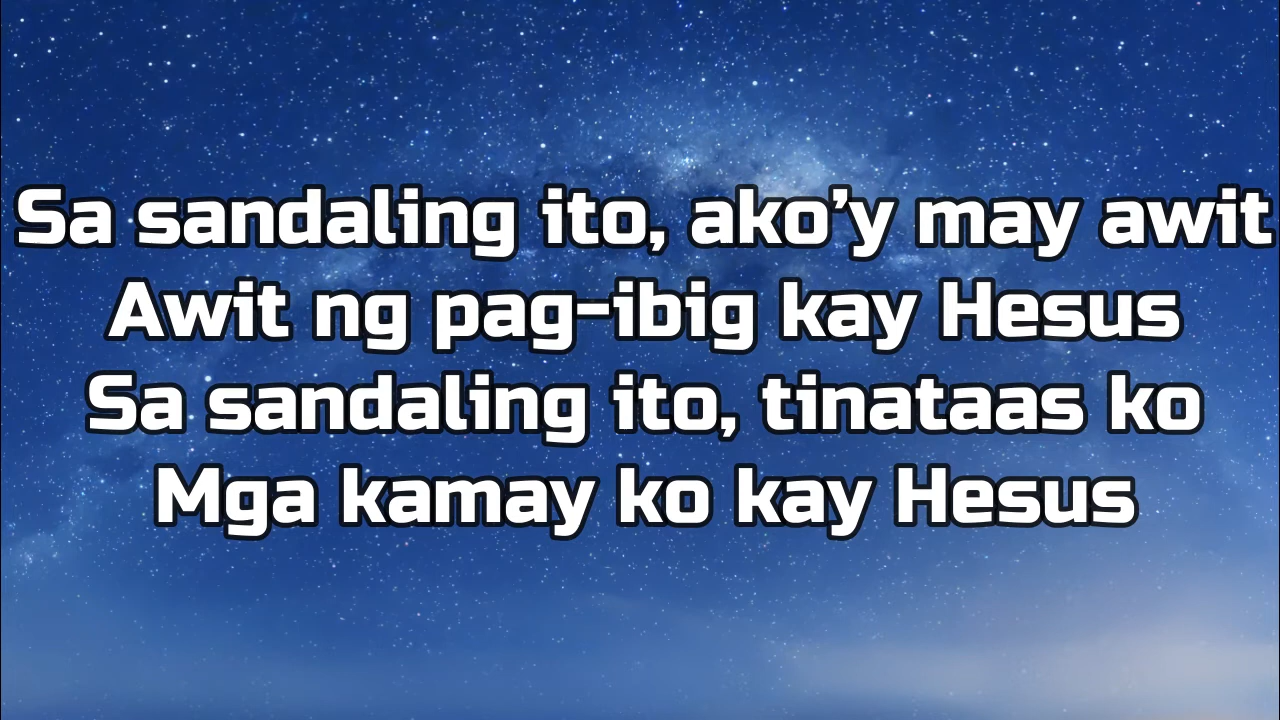 Sa sandaling ito, ako’y may awit
Awit ng pag-ibig kay Hesus
Sa sandaling ito, tinataas ko
Mga kamay ko kay Hesus